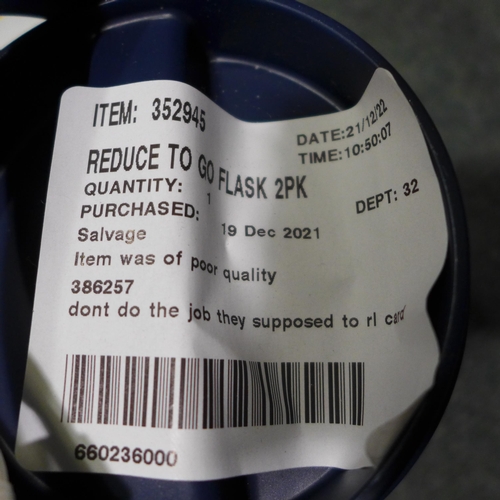 ITEM: 352945
DATE:21/12/22
TIME:10:50:07
REDUCE TO GO FLASK 2PK
QUANTITY: 1
DEPT: 32
PURCHASED: 19 Dec 2021
Salvage
Item was of poor quality
386257
dont do the job they supposed to rl card
660236000